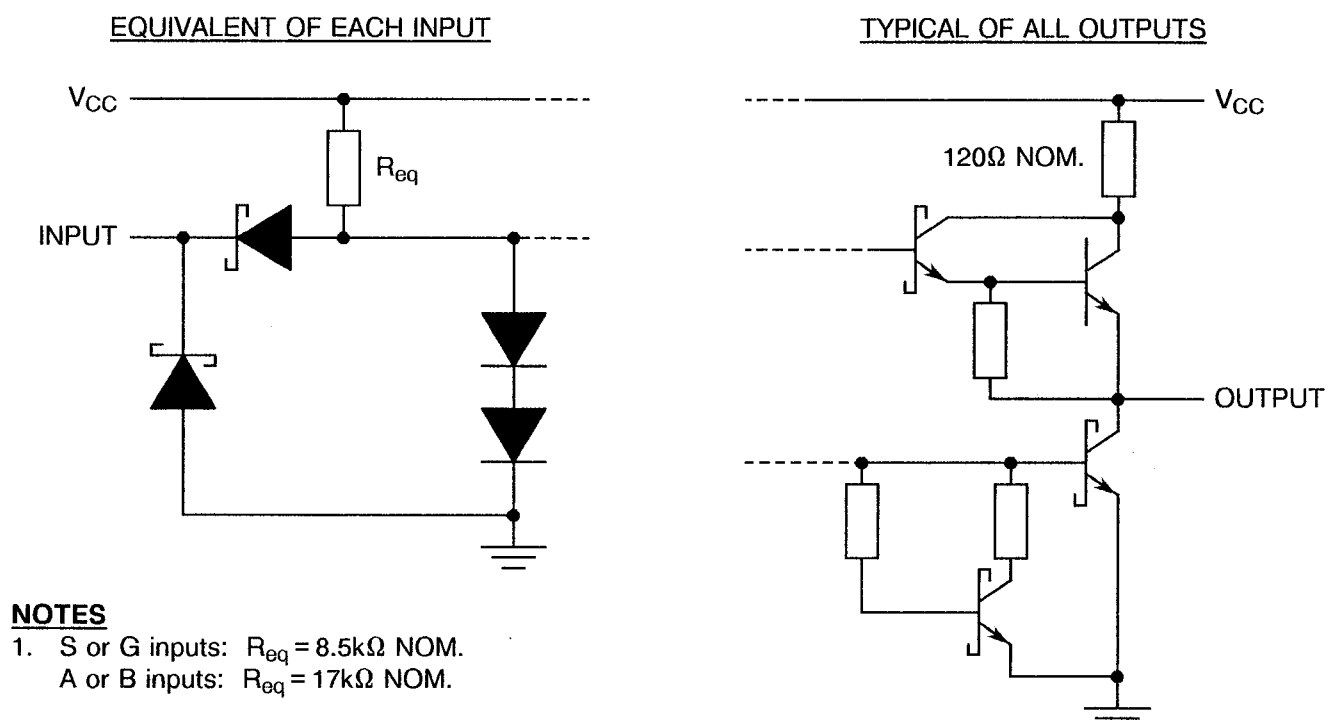 EQUIVALENT OF EACH INPUT
VCC
Req
INPUT
TYPICAL OF ALL OUTPUTS
VCC
120Ω NOM.
OUTPUT
NOTES
1. S or G inputs: Req = 8.5kΩ NOM.
A or B inputs: Req = 17kΩ NOM.